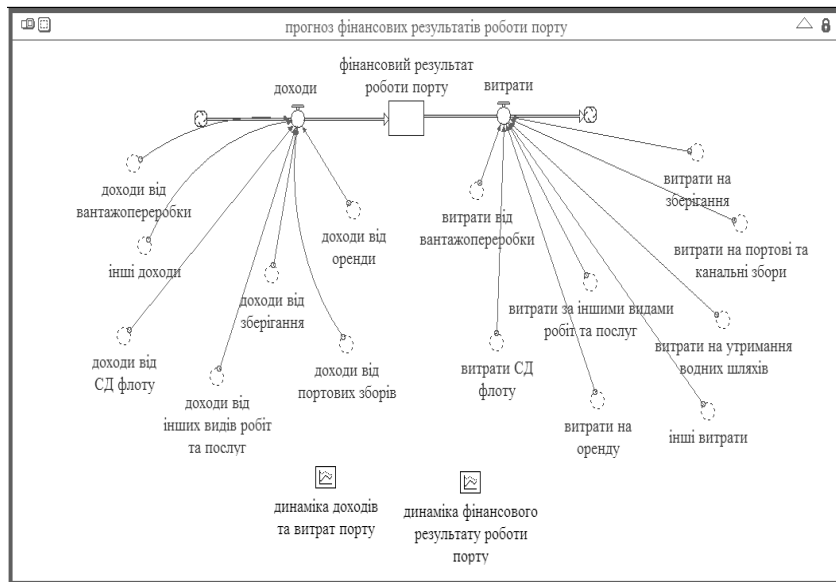 прогноз фінансових результатів роботи порту
фінансовий результат
роботи порту
доходи
витрати
доходи від
вантажопереробки
інші доходи
доходи від
СД флоту
доходи від
інших видів робіт
та послуг
доходи від
зберігання
доходи від
оренди
доходи від
портових зборів
витрати від
вантажопереробки
витрати на
зберігання
витрати на портові та
канальні збори
витрати за іншими видами
робіт та послуг
витрати на утримання
водних шляхів
витрати СД
флоту
витрати на
оренду
інші витрати
динаміка доходів
та витрат порту
динаміка фінансового
результату роботи
порту